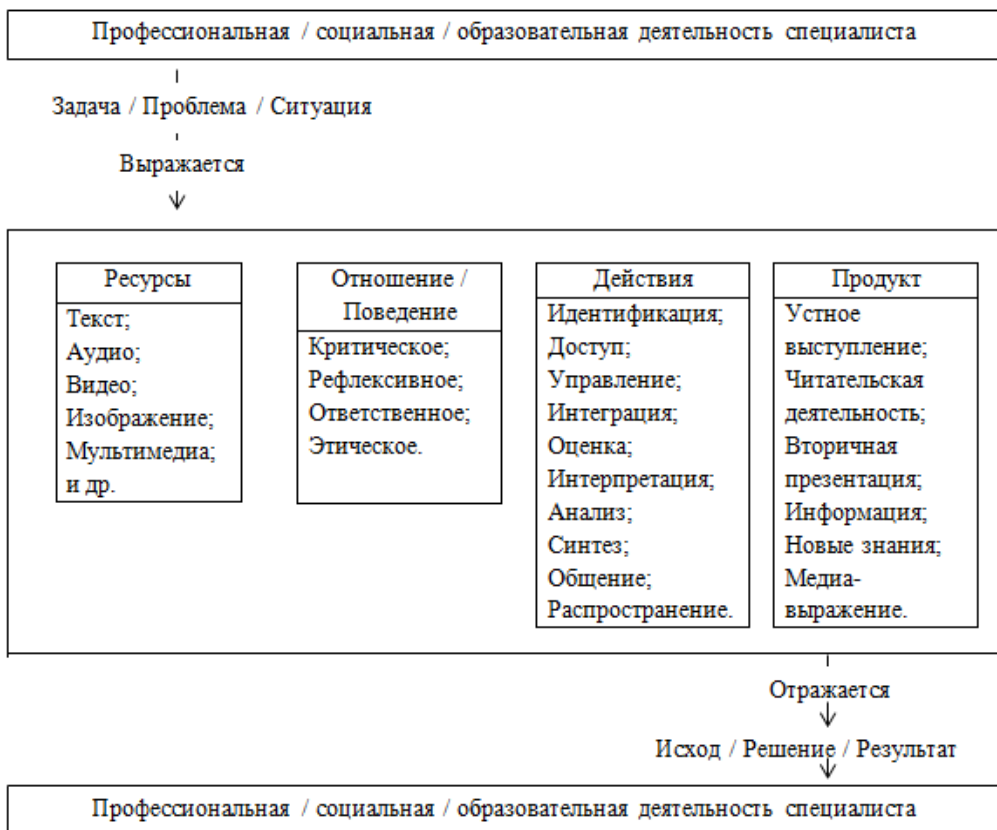 Профессиональная / социальная / образовательная деятельность специалиста
Задача / Проблема / Ситуация
Выражается
Ресурсы
Текст;
Аудио;
Видео;
Изображение;
Мультимедиа;
и др.
Отношение /
Поведение
Критическое;
Рефлексивное;
Ответственное;
Этическое.
Действия
Идентификация;
Доступ;
Управление;
Интеграция;
Оценка;
Интерпретация;
Анализ;
Синтез;
Общение;
Распространение.
Продукт
Устное
выступление;
Читательская
деятельность;
Вторичная
презентация;
Информация;
Новые знания;
Медиа-
выражение.
Отражается
Исход / Решение / Результат
Профессиональная / социальная / образовательная деятельность специалиста